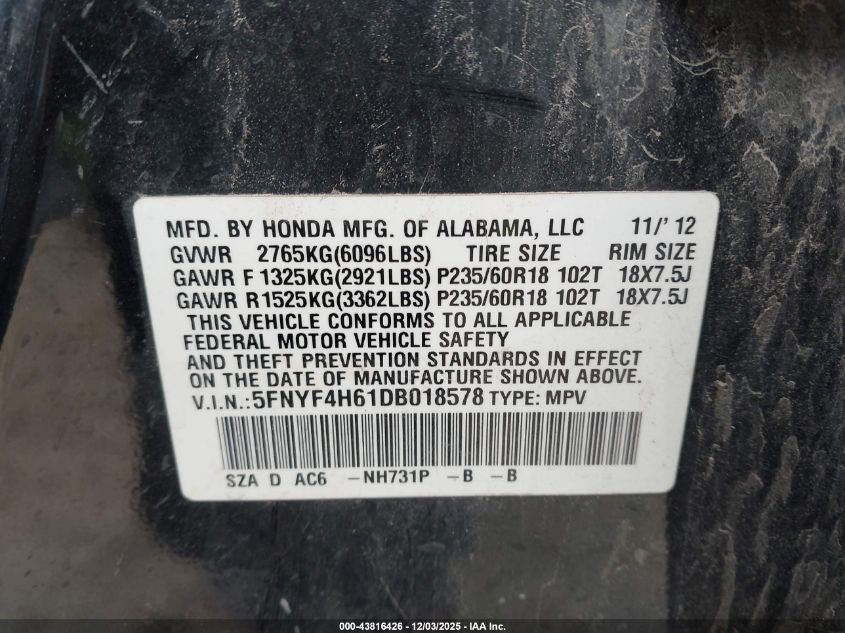 MFD. BY HONDA MFG. OF ALABAMA, LLC 11/' 12
GVWR 2765KG(6096LBS) TIRE SIZE RIM SIZE
GAWR F 1325KG(2921LBS) P235/60R18 102T 18X7.5J
GAWR R1525KG(3362LBS) P235/60R18 102T 18X7.5J
THIS VEHICLE CONFORMS TO ALL APPLICABLE
FEDERAL MOTOR VEHICLE SAFETY
AND THEFT PREVENTION STANDARDS IN EFFECT
ON THE DATE OF MANUFACTURE SHOWN ABOVE.
V.I.N.:5FNYF4H61DB018578 TYPE: MPV
SZA D AC6 -NH731P -B -B
000-43816426 - 12/03/2025 - IAA Inc.